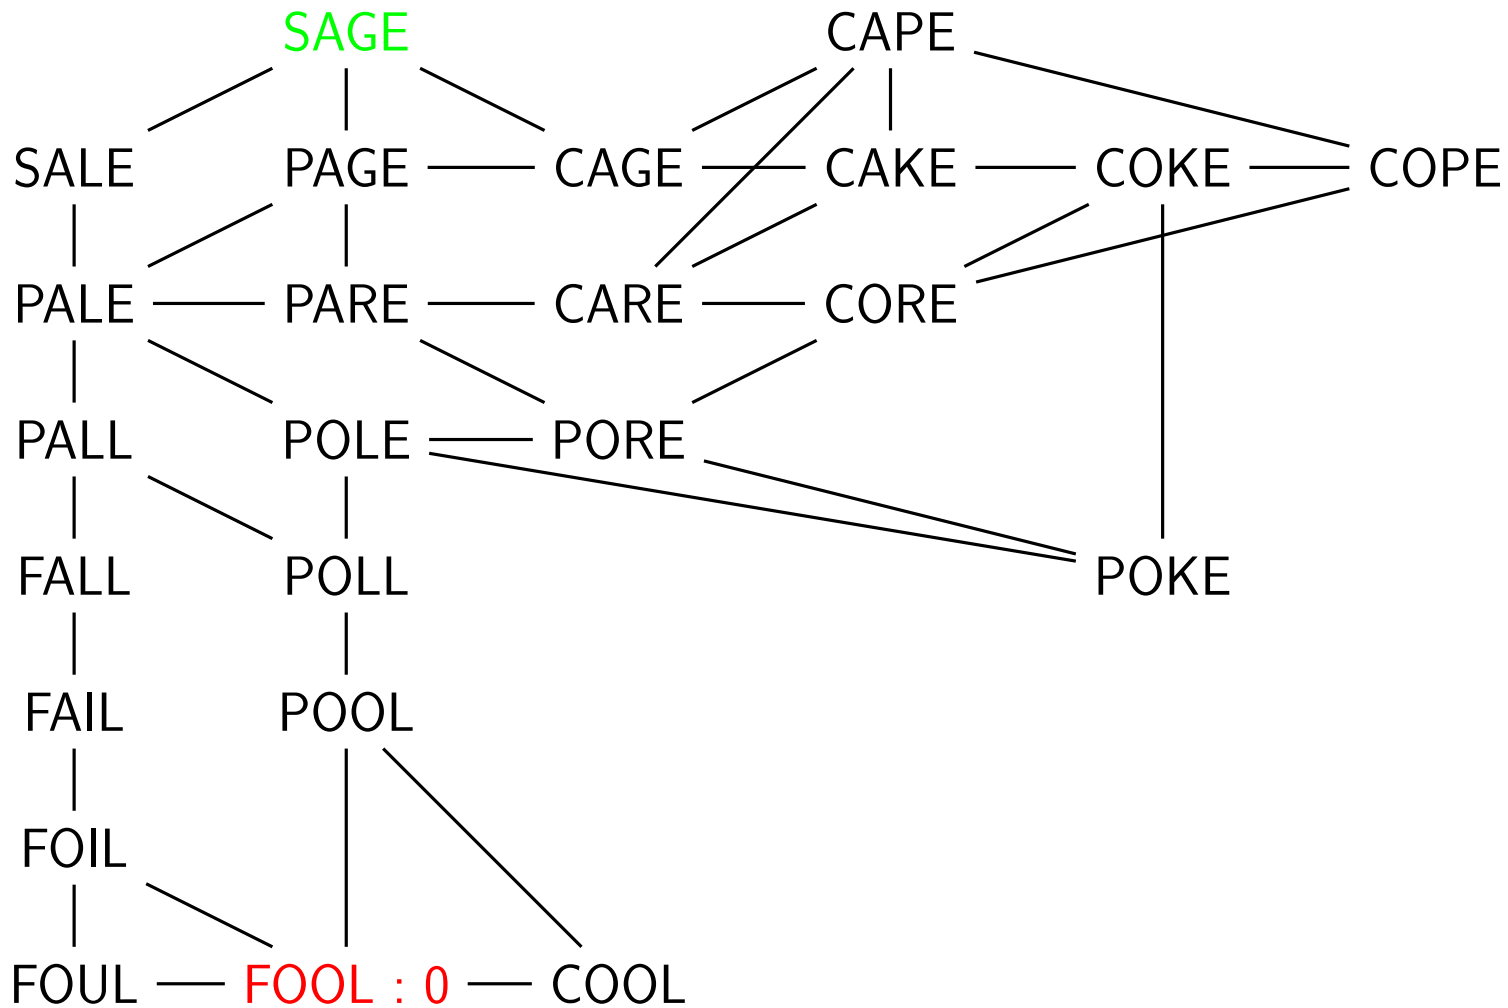 SAGE CAPE
SALE PAGE CAGE CAKE COKE COPE
PALE PARE CARE CORE
PALL POLE PORE
FALL POLL POKE
FAIL POOL
FOIL
FOUL FOOL : 0 COOL